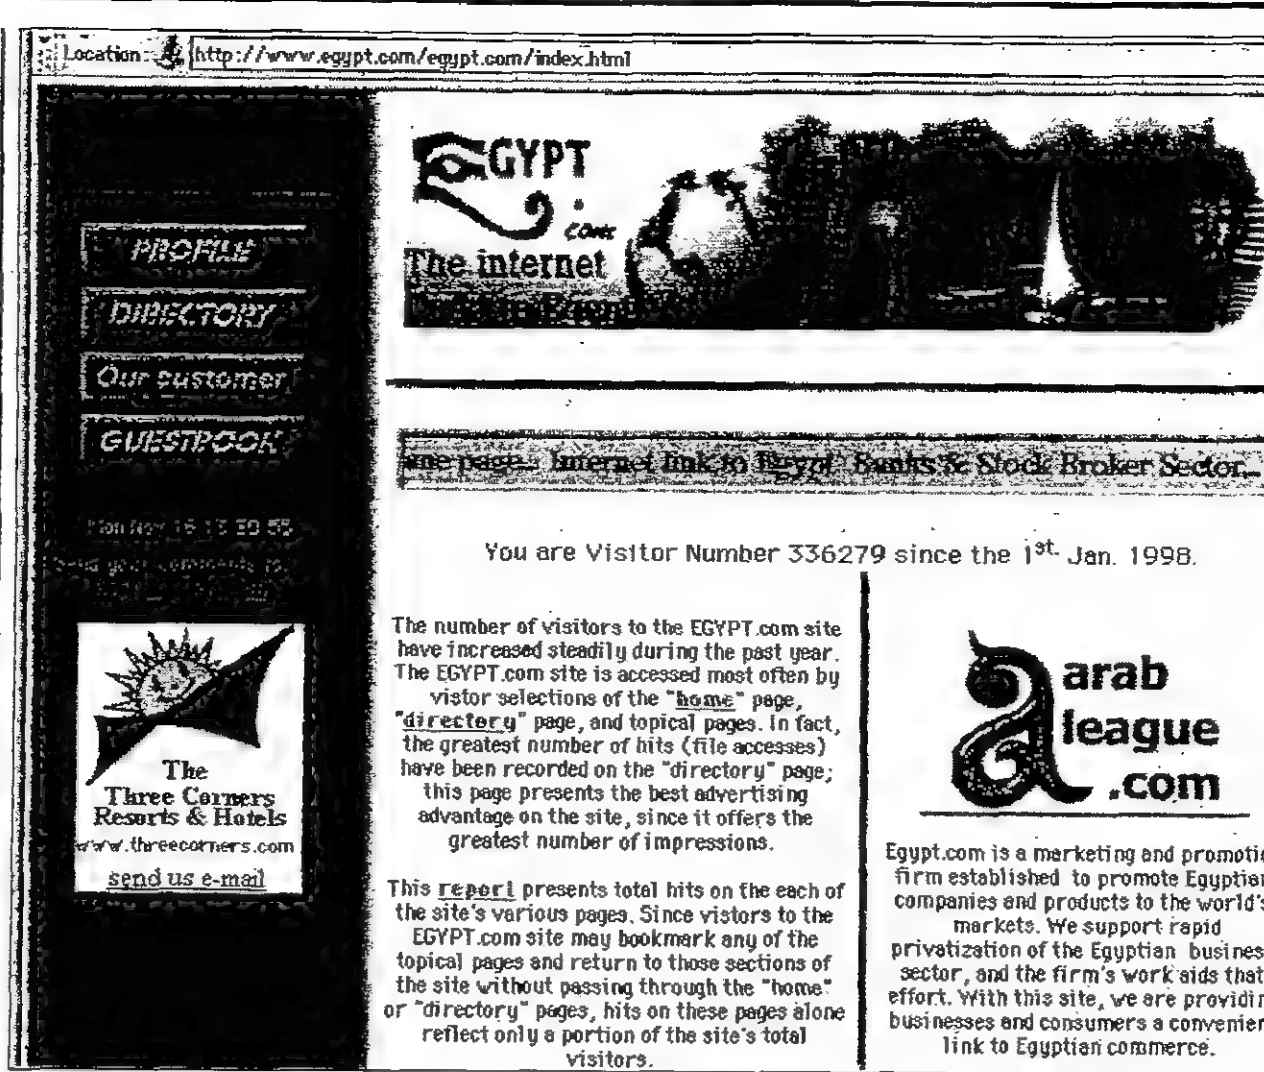 Location: http://www.egypt.com/egypt.com/index.html
EGYPT
.com
The internet
PROFILE
DIRECTORY
Our customer
GUESTBOOK
Internet link to Egypt Banks & Stock Broker Sector...
You are Visitor Number 336279 since the 1st. Jan. 1998.
The
Three Corners
Resorts & Hotels
www.threecorners.com
send us e-mail
The number of visitors to the EGYPT.com site
have increased steadily during the past year.
The EGYPT.com site is accessed most often by
vistor selections of the "home" page,
"directory" page, and topical pages. In fact,
the greatest number of hits (file accesses)
have been recorded on the "directory" page;
this page presents the best advertising
advantage on the site, since it offers the
greatest number of impressions.
This report presents total hits on the each of
the site's various pages. Since vistors to the
EGYPT.com site may bookmark any of the
topical pages and return to those sections of
the site without passing through the "home"
or "directory" pages, hits on these pages alone
reflect only a portion of the site's total
visitors.
arab
league
.com
Egypt.com is a marketing and promotio
firm established to promote Egyptian
companies and products to the world's
markets. We support rapid
privatization of the Egyptian busines
sector, and the firm's work aids that
effort. With this site, we are providin
businesses and consumers a convenien
link to Egyptian commerce.